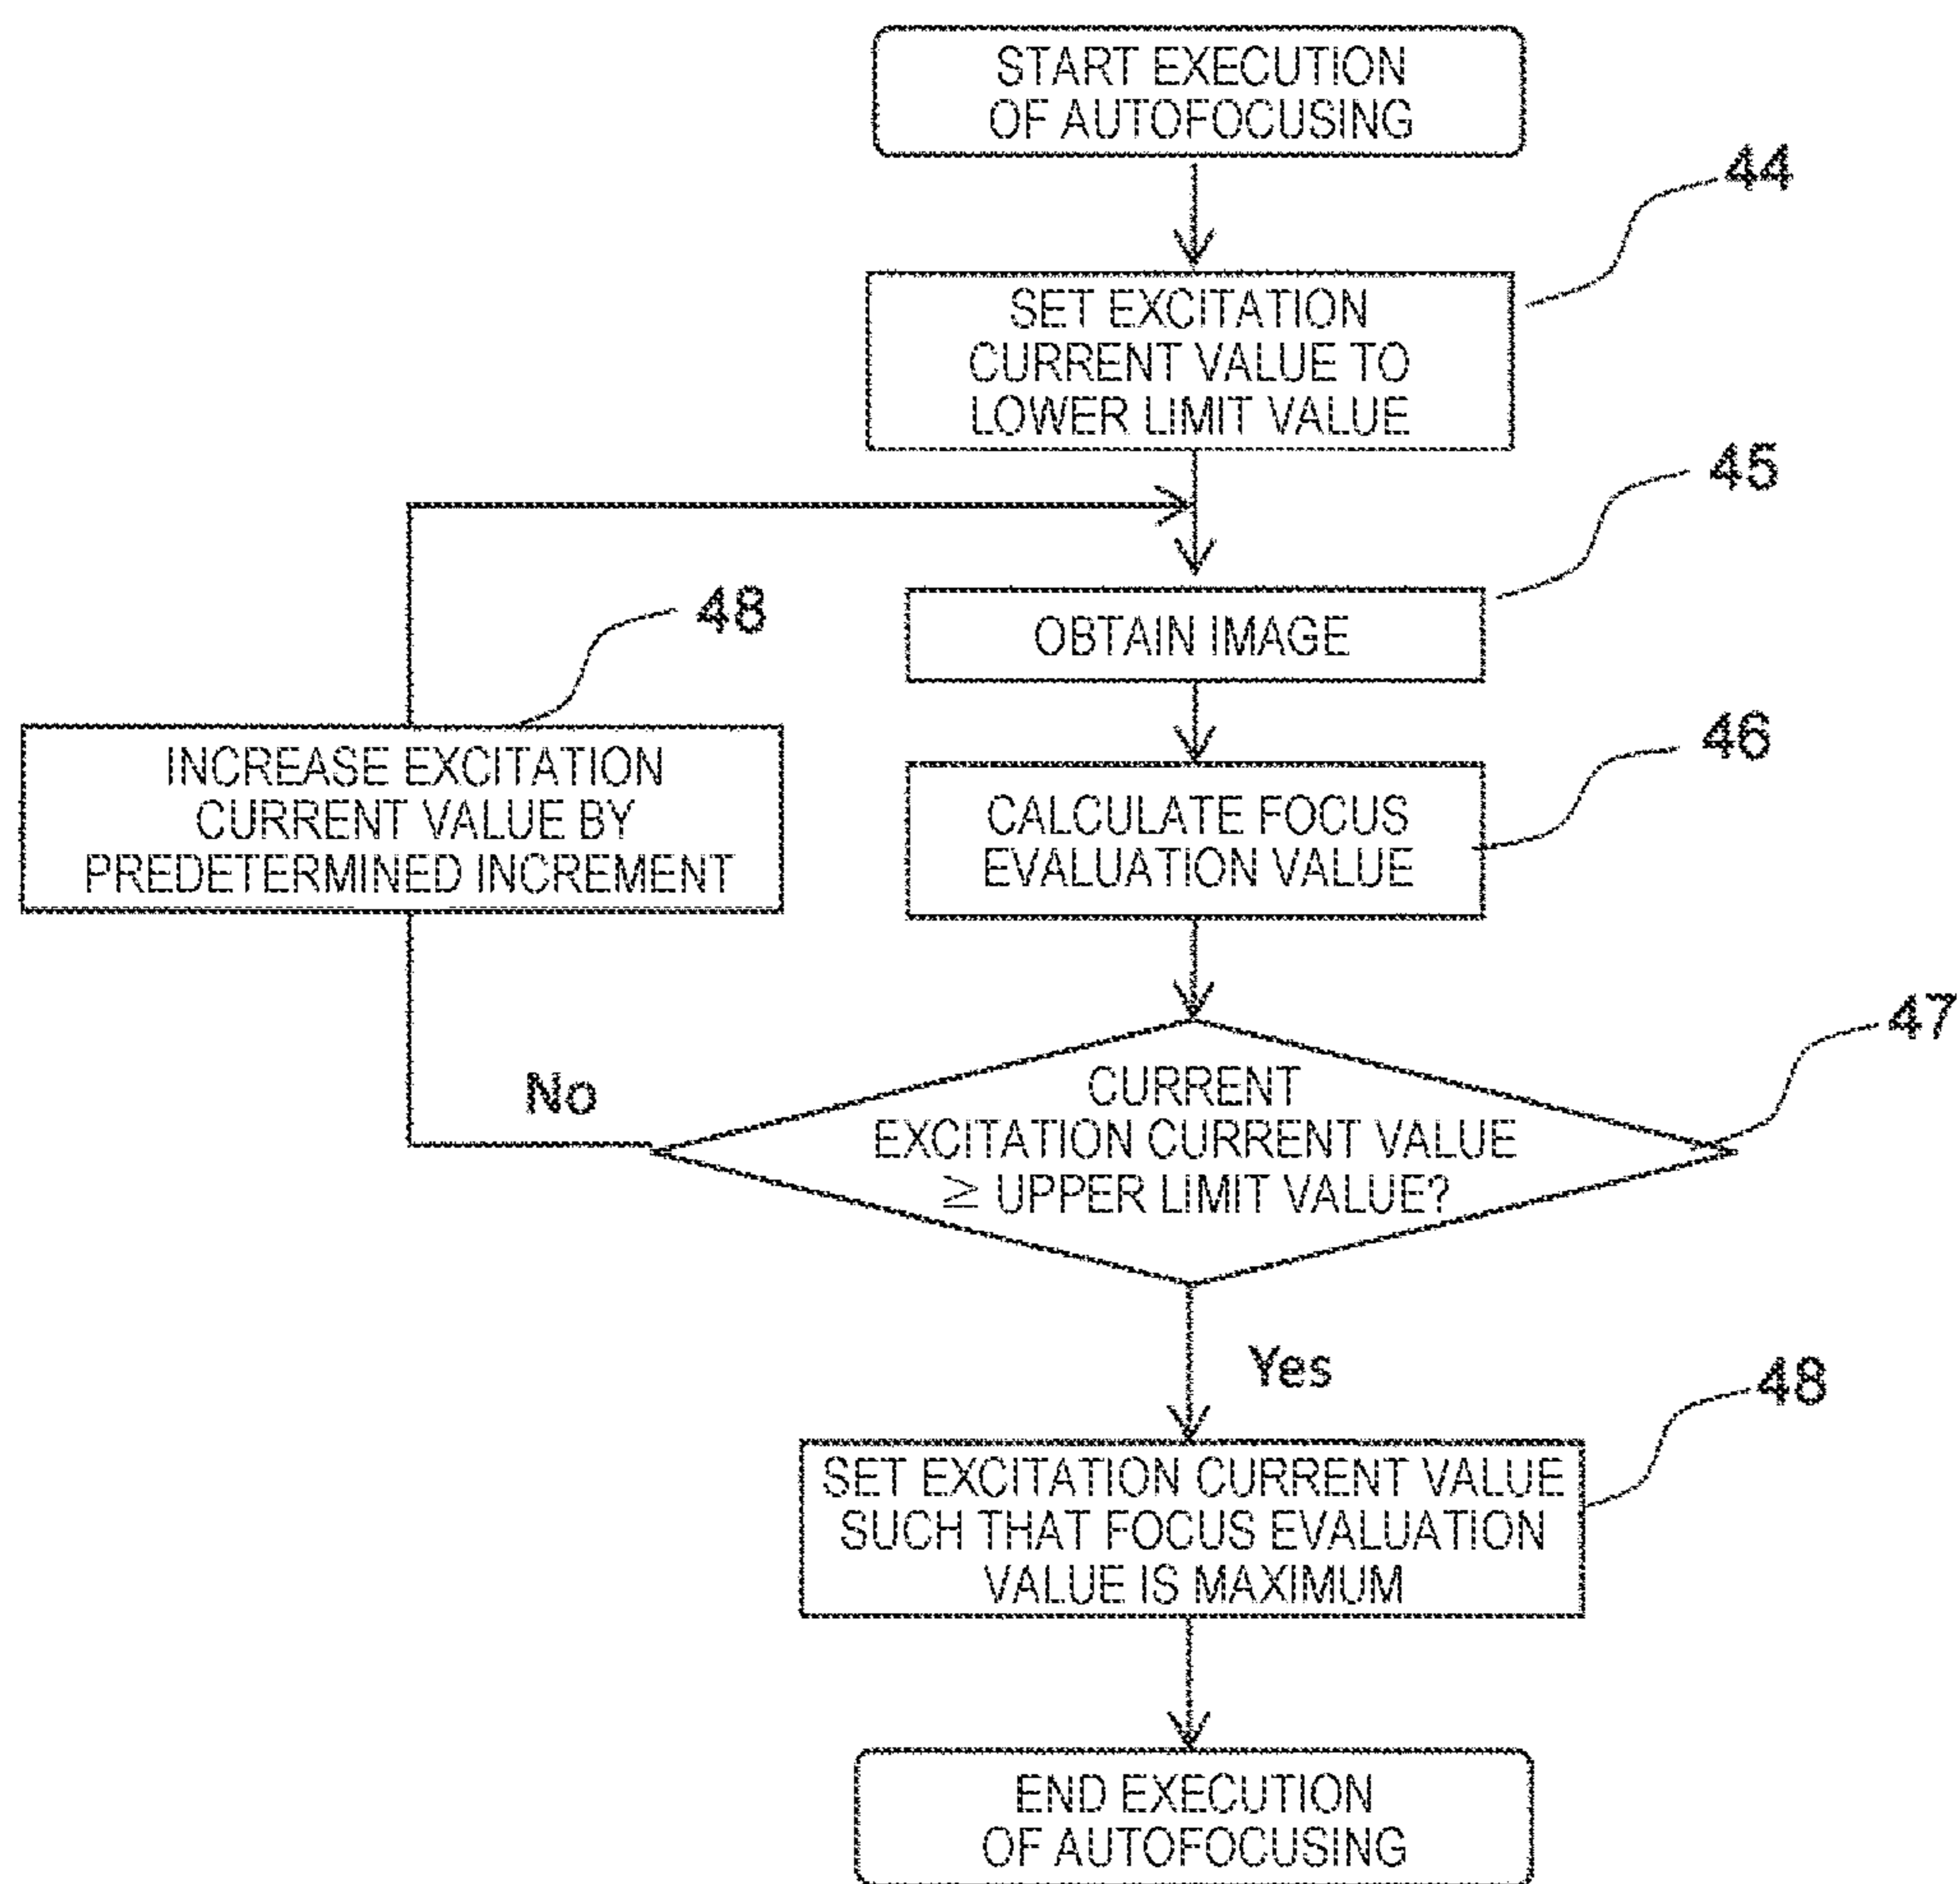 START EXECUTION
OF AUTOFOCUSING
44
SET EXCITATION
CURRENT VALUE TO
LOWER LIMIT VALUE
45
OBTAIN IMAGE
48
INCREASE EXCITATION
CURRENT VALUE BY
PREDETERMINED INCREMENT
46
CALCULATE FOCUS
EVALUATION VALUE
47
No
CURRENT
EXCITATION CURRENT VALUE
≧ UPPER LIMIT VALUE?
Yes
48
SET EXCITATION CURRENT VALUE
SUCH THAT FOCUS EVALUATION
VALUE IS MAXIMUM
END EXECUTION
OF AUTOFOCUSING